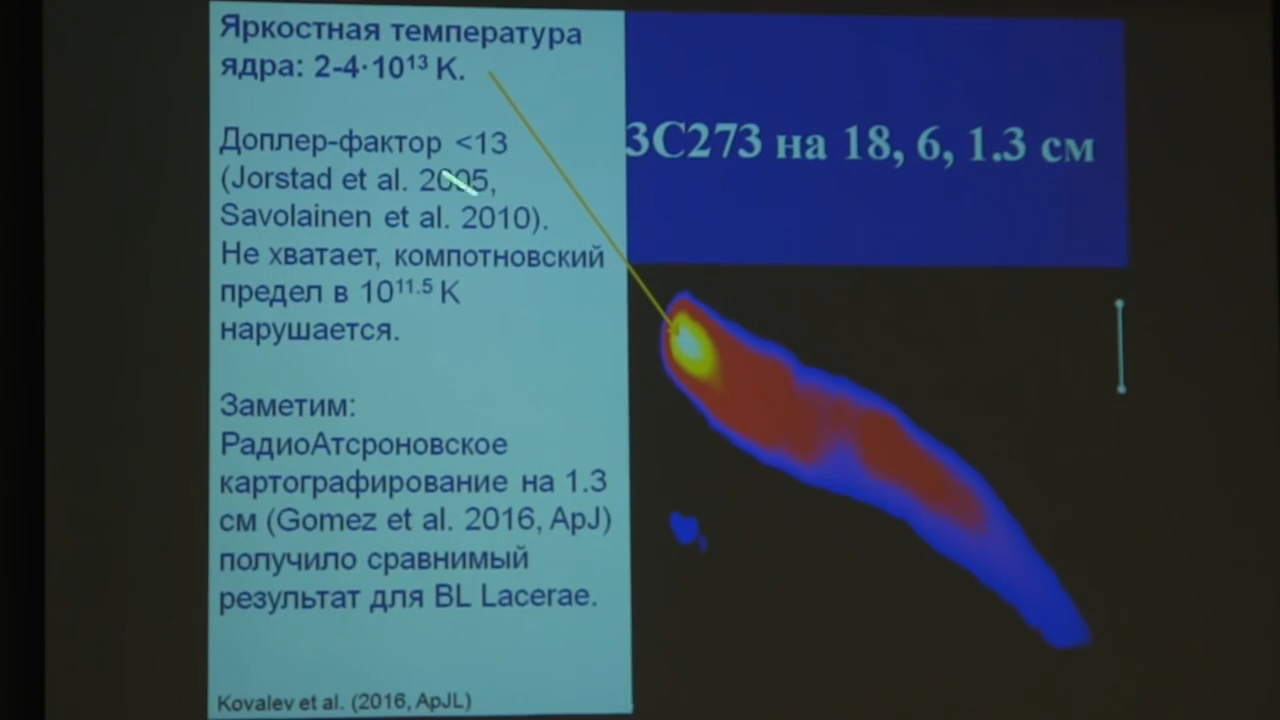 Яркостная температура
ядра: 2-4·10¹³ K.
Доплер-фактор <13
(Jorstad et al. 2005,
Savolainen et al. 2010).
Не хватает, компотновский
предел в 10¹¹·⁵ K
нарушается.
Заметим:
РадиоАтсроновское
картографирование на 1.3
см (Gomez et al. 2016, ApJ)
получило сравнимый
результат для BL Lacerae.
Kovalev et al. (2016, ApJL)
3C273 на 18, 6, 1.3 см